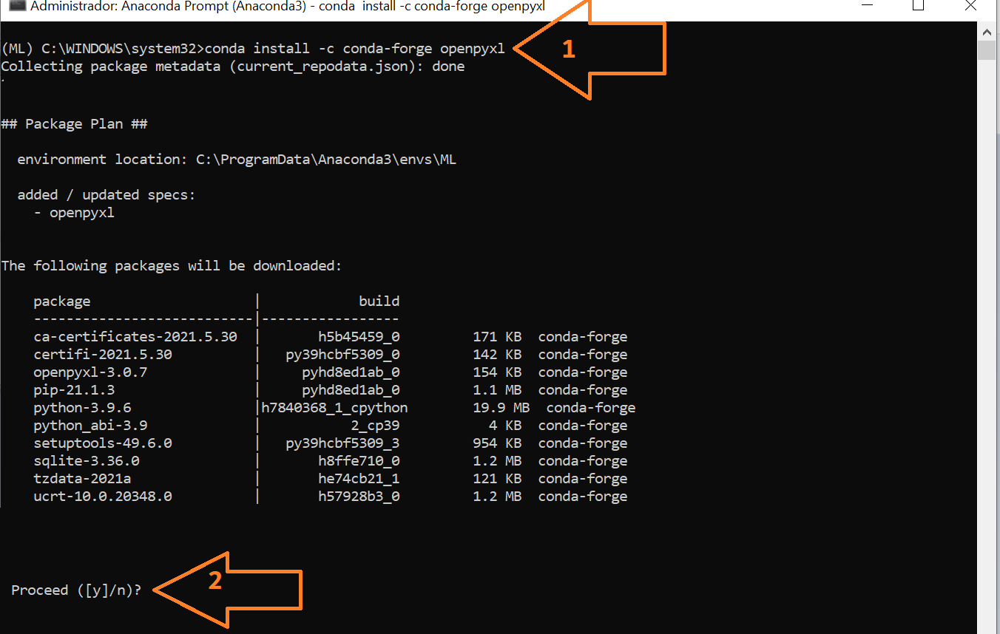 Administrador: Anaconda Prompt (Anaconda3) - conda  install -c conda-forge openpyxl
(ML) C:\WINDOWS\system32>conda install -c conda-forge openpyxl
1
Collecting package metadata (current_repodata.json): done
## Package Plan ##
environment location: C:\ProgramData\Anaconda3\envs\ML
added / updated specs:
- openpyxl
The following packages will be downloaded:
package | build
---------------------------|-----------------
ca-certificates-2021.5.30 | h5b45459_0 171 KB conda-forge
certifi-2021.5.30 | py39hcbf5309_0 142 KB conda-forge
openpyxl-3.0.7 | pyhd8ed1ab_0 154 KB conda-forge
pip-21.1.3 | pyhd8ed1ab_0 1.1 MB conda-forge
python-3.9.6 |h7840368_1_cpython 19.9 MB conda-forge
python_abi-3.9 | 2_cp39 4 KB conda-forge
setuptools-49.6.0 | py39hcbf5309_3 954 KB conda-forge
sqlite-3.36.0 | h8ffe710_0 1.2 MB conda-forge
tzdata-2021a | he74cb21_1 121 KB conda-forge
ucrt-10.0.20348.0 | h57928b3_0 1.2 MB conda-forge
Proceed ([y]/n)?
2